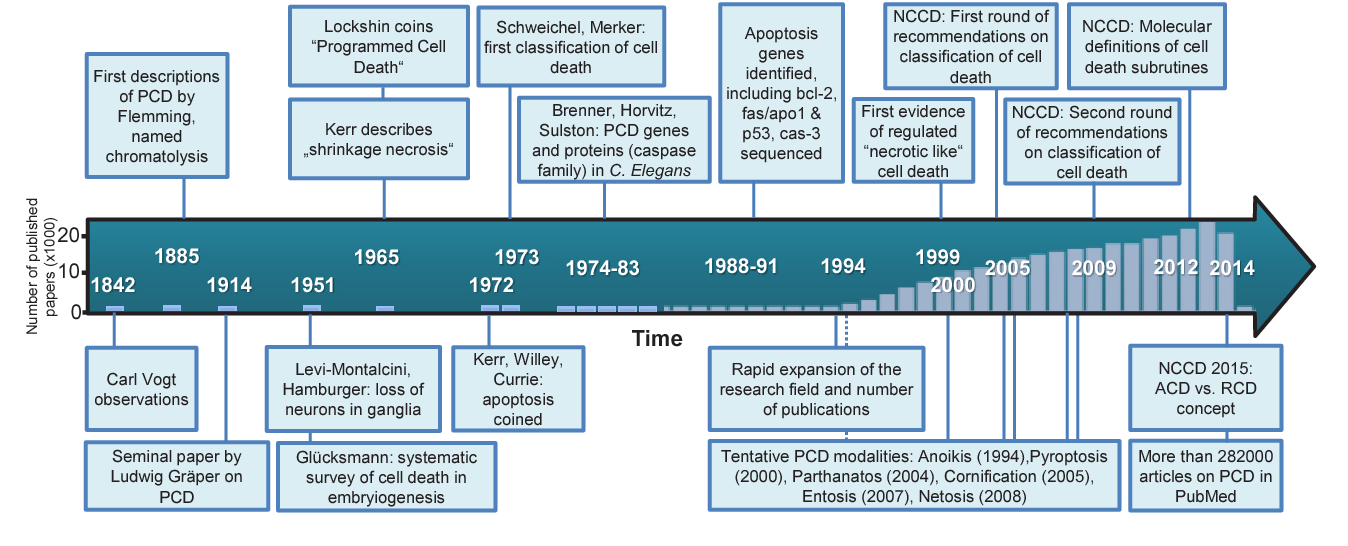 First descriptions
of PCD by
Flemming,
named
chromatolysis
Lockshin coins
“Programmed Cell
Death“
Kerr describes
„shrinkage necrosis“
Schweichel, Merker:
first classification of cell
death
Brenner, Horvitz,
Sulston: PCD genes
and proteins (caspase
family) in C. Elegans
Apoptosis
genes
identified,
including bcl-2,
fas/apo1 &
p53, cas-3
sequenced
First evidence
of regulated
“necrotic like“
cell death
NCCD: First round of
recommendations on
classification of cell
death
NCCD: Second round
of recommendations
on classification of
cell death
NCCD: Molecular
definitions of cell
death subrutines
Number of published
papers (x1000)
20
10
0
1842
1885
1914
1951
1965
1972
1973
1974-83
1988-91
1994
1999
2000
2005
2009
2012
2014
Time
Carl Vogt
observations
Seminal paper by
Ludwig Gräper on
PCD
Levi-Montalcini,
Hamburger: loss of
neurons in ganglia
Glücksmann: systematic
survey of cell death in
embryiogenesis
Kerr, Willey,
Currie:
apoptosis
coined
Rapid expansion of the
research field and number
of publications
Tentative PCD modalities: Anoikis (1994),Pyroptosis
(2000), Parthanatos (2004), Cornification (2005),
Entosis (2007), Netosis (2008)
NCCD 2015:
ACD vs. RCD
concept
More than 282000
articles on PCD in
PubMed